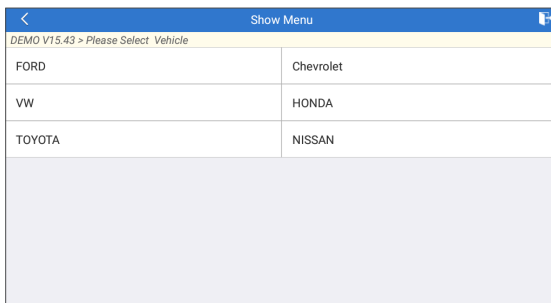 Show Menu
DEMO V15.43 > Please Select Vehicle
FORD
Chevrolet
VW
HONDA
TOYOTA
NISSAN